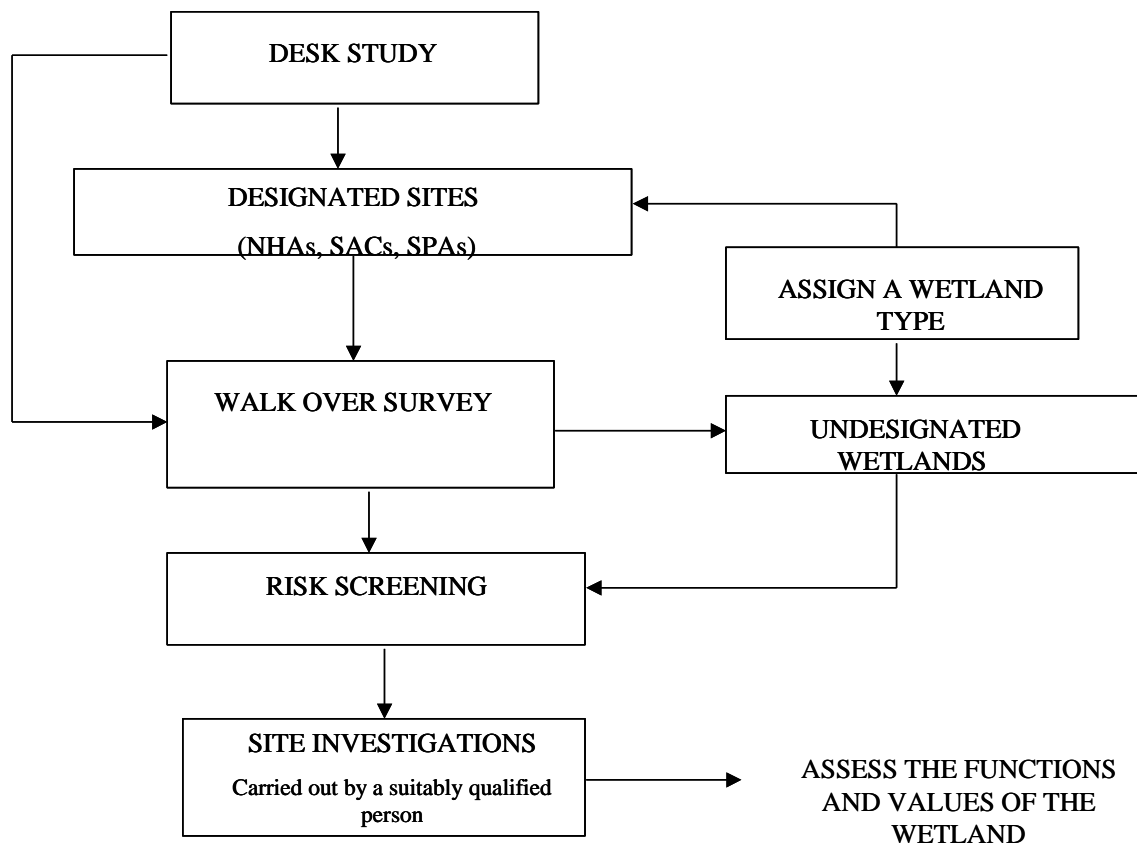 DESK STUDY
DESIGNATED SITES
(NHAs, SACs, SPAs)
ASSIGN A WETLAND
TYPE
WALK OVER SURVEY
UNDESIGNATED
WETLANDS
RISK SCREENING
SITE INVESTIGATIONS
Carried out by a suitably qualified
person
ASSESS THE FUNCTIONS
AND VALUES OF THE
WETLAND